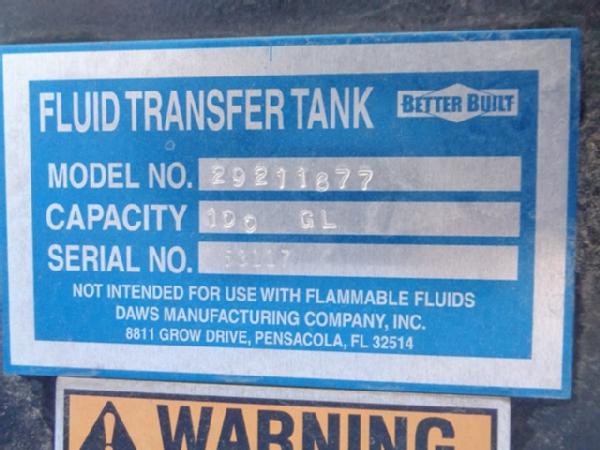 FLUID TRANSFER TANK BETTER BUILT
MODEL NO. 29211877
CAPACITY 100 GL
SERIAL NO.
NOT INTENDED FOR USE WITH FLAMMABLE FLUIDS
DAWS MANUFACTURING COMPANY, INC.
8811 GROW DRIVE, PENSACOLA, FL 32514
WARNING